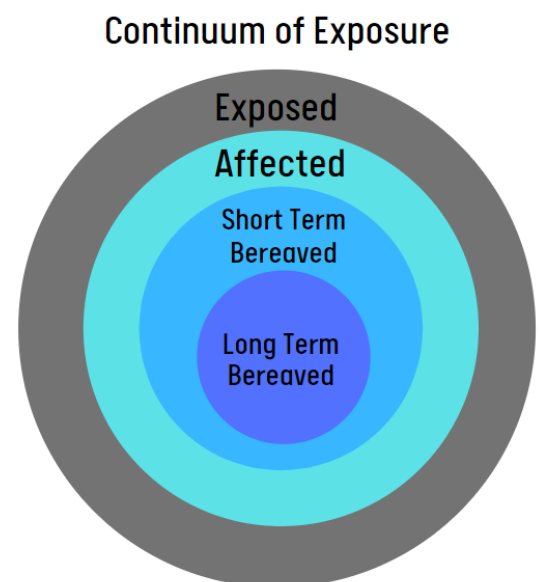 Continuum of Exposure
Exposed
Affected
Short Term
Bereaved
Long Term
Bereaved